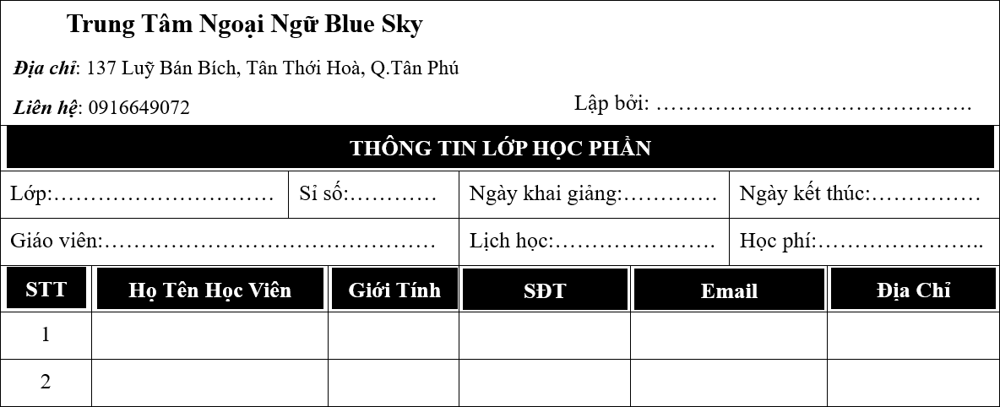 Trung Tâm Ngoại Ngữ Blue Sky
Địa chỉ: 137 Luỹ Bán Bích, Tân Thới Hoà, Q.Tân Phú
Liên hệ: 0916649072
Lập bởi: …………………………………….
THÔNG TIN LỚP HỌC PHẦN
Lớp:………………………… Sỉ số:………… Ngày khai giảng:…………. Ngày kết thúc:……………
Giáo viên:……………………………………… Lịch học:…………………. Học phí:…………………..
STT Họ Tên Học Viên Giới Tính SĐT Email Địa Chỉ
1
2